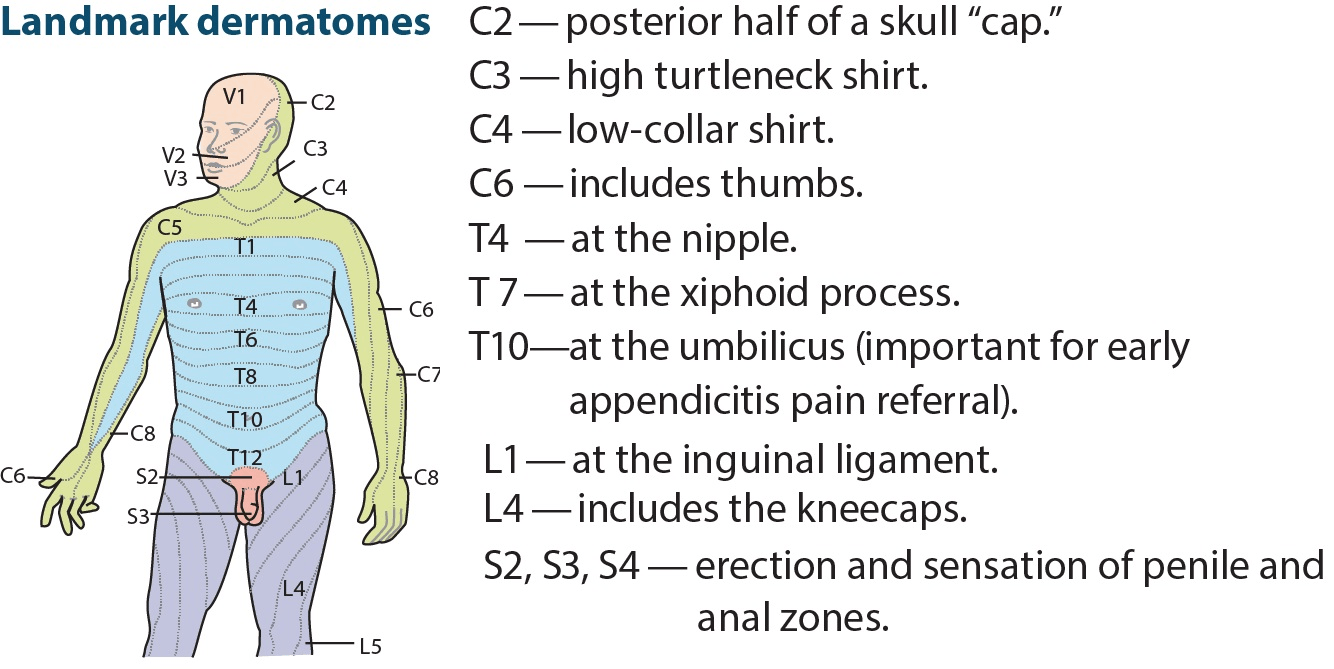 Landmark dermatomes
C2 — posterior half of a skull “cap.”
C3 — high turtleneck shirt.
C4 — low-collar shirt.
C6 — includes thumbs.
T4 — at the nipple.
T 7 — at the xiphoid process.
T10—at the umbilicus (important for early
appendicitis pain referral).
L1 — at the inguinal ligament.
L4 — includes the kneecaps.
S2, S3, S4 — erection and sensation of penile and
anal zones.
V1
C2
V2
C3
V3
C4
C5
T1
T4
C6
T6
T8
C7
T10
C8
T12
C6
S2
L1
C8
S3
L4
L5